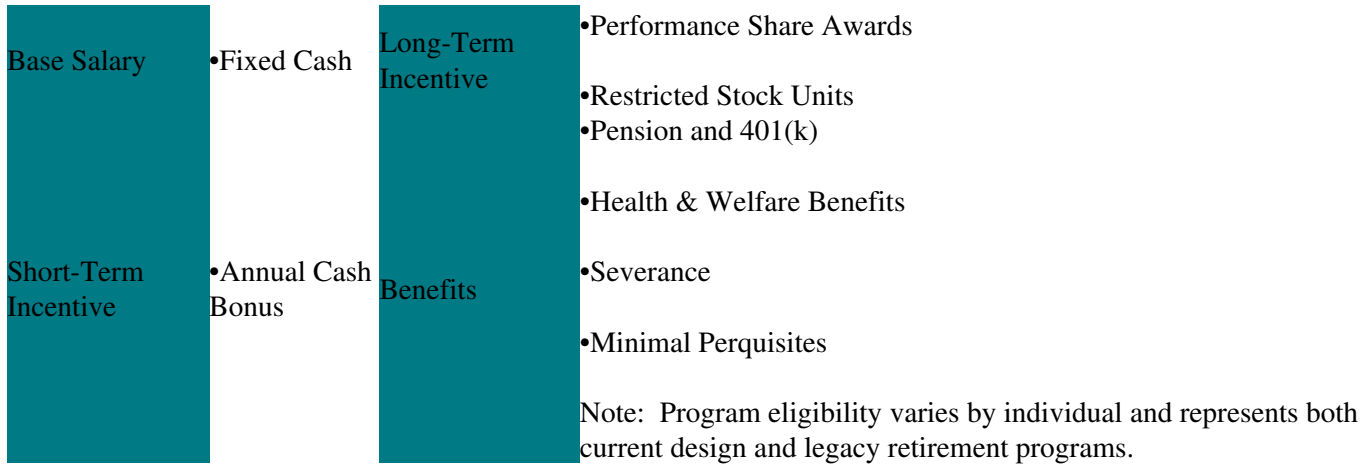 Base Salary
•Fixed Cash
Long-Term
Incentive
•Performance Share Awards
•Restricted Stock Units
Short-Term
Incentive
•Annual Cash
Bonus
Benefits
•Pension and 401(k)
•Health & Welfare Benefits
•Severance
•Minimal Perquisites
Note:  Program eligibility varies by individual and represents both
current design and legacy retirement programs.